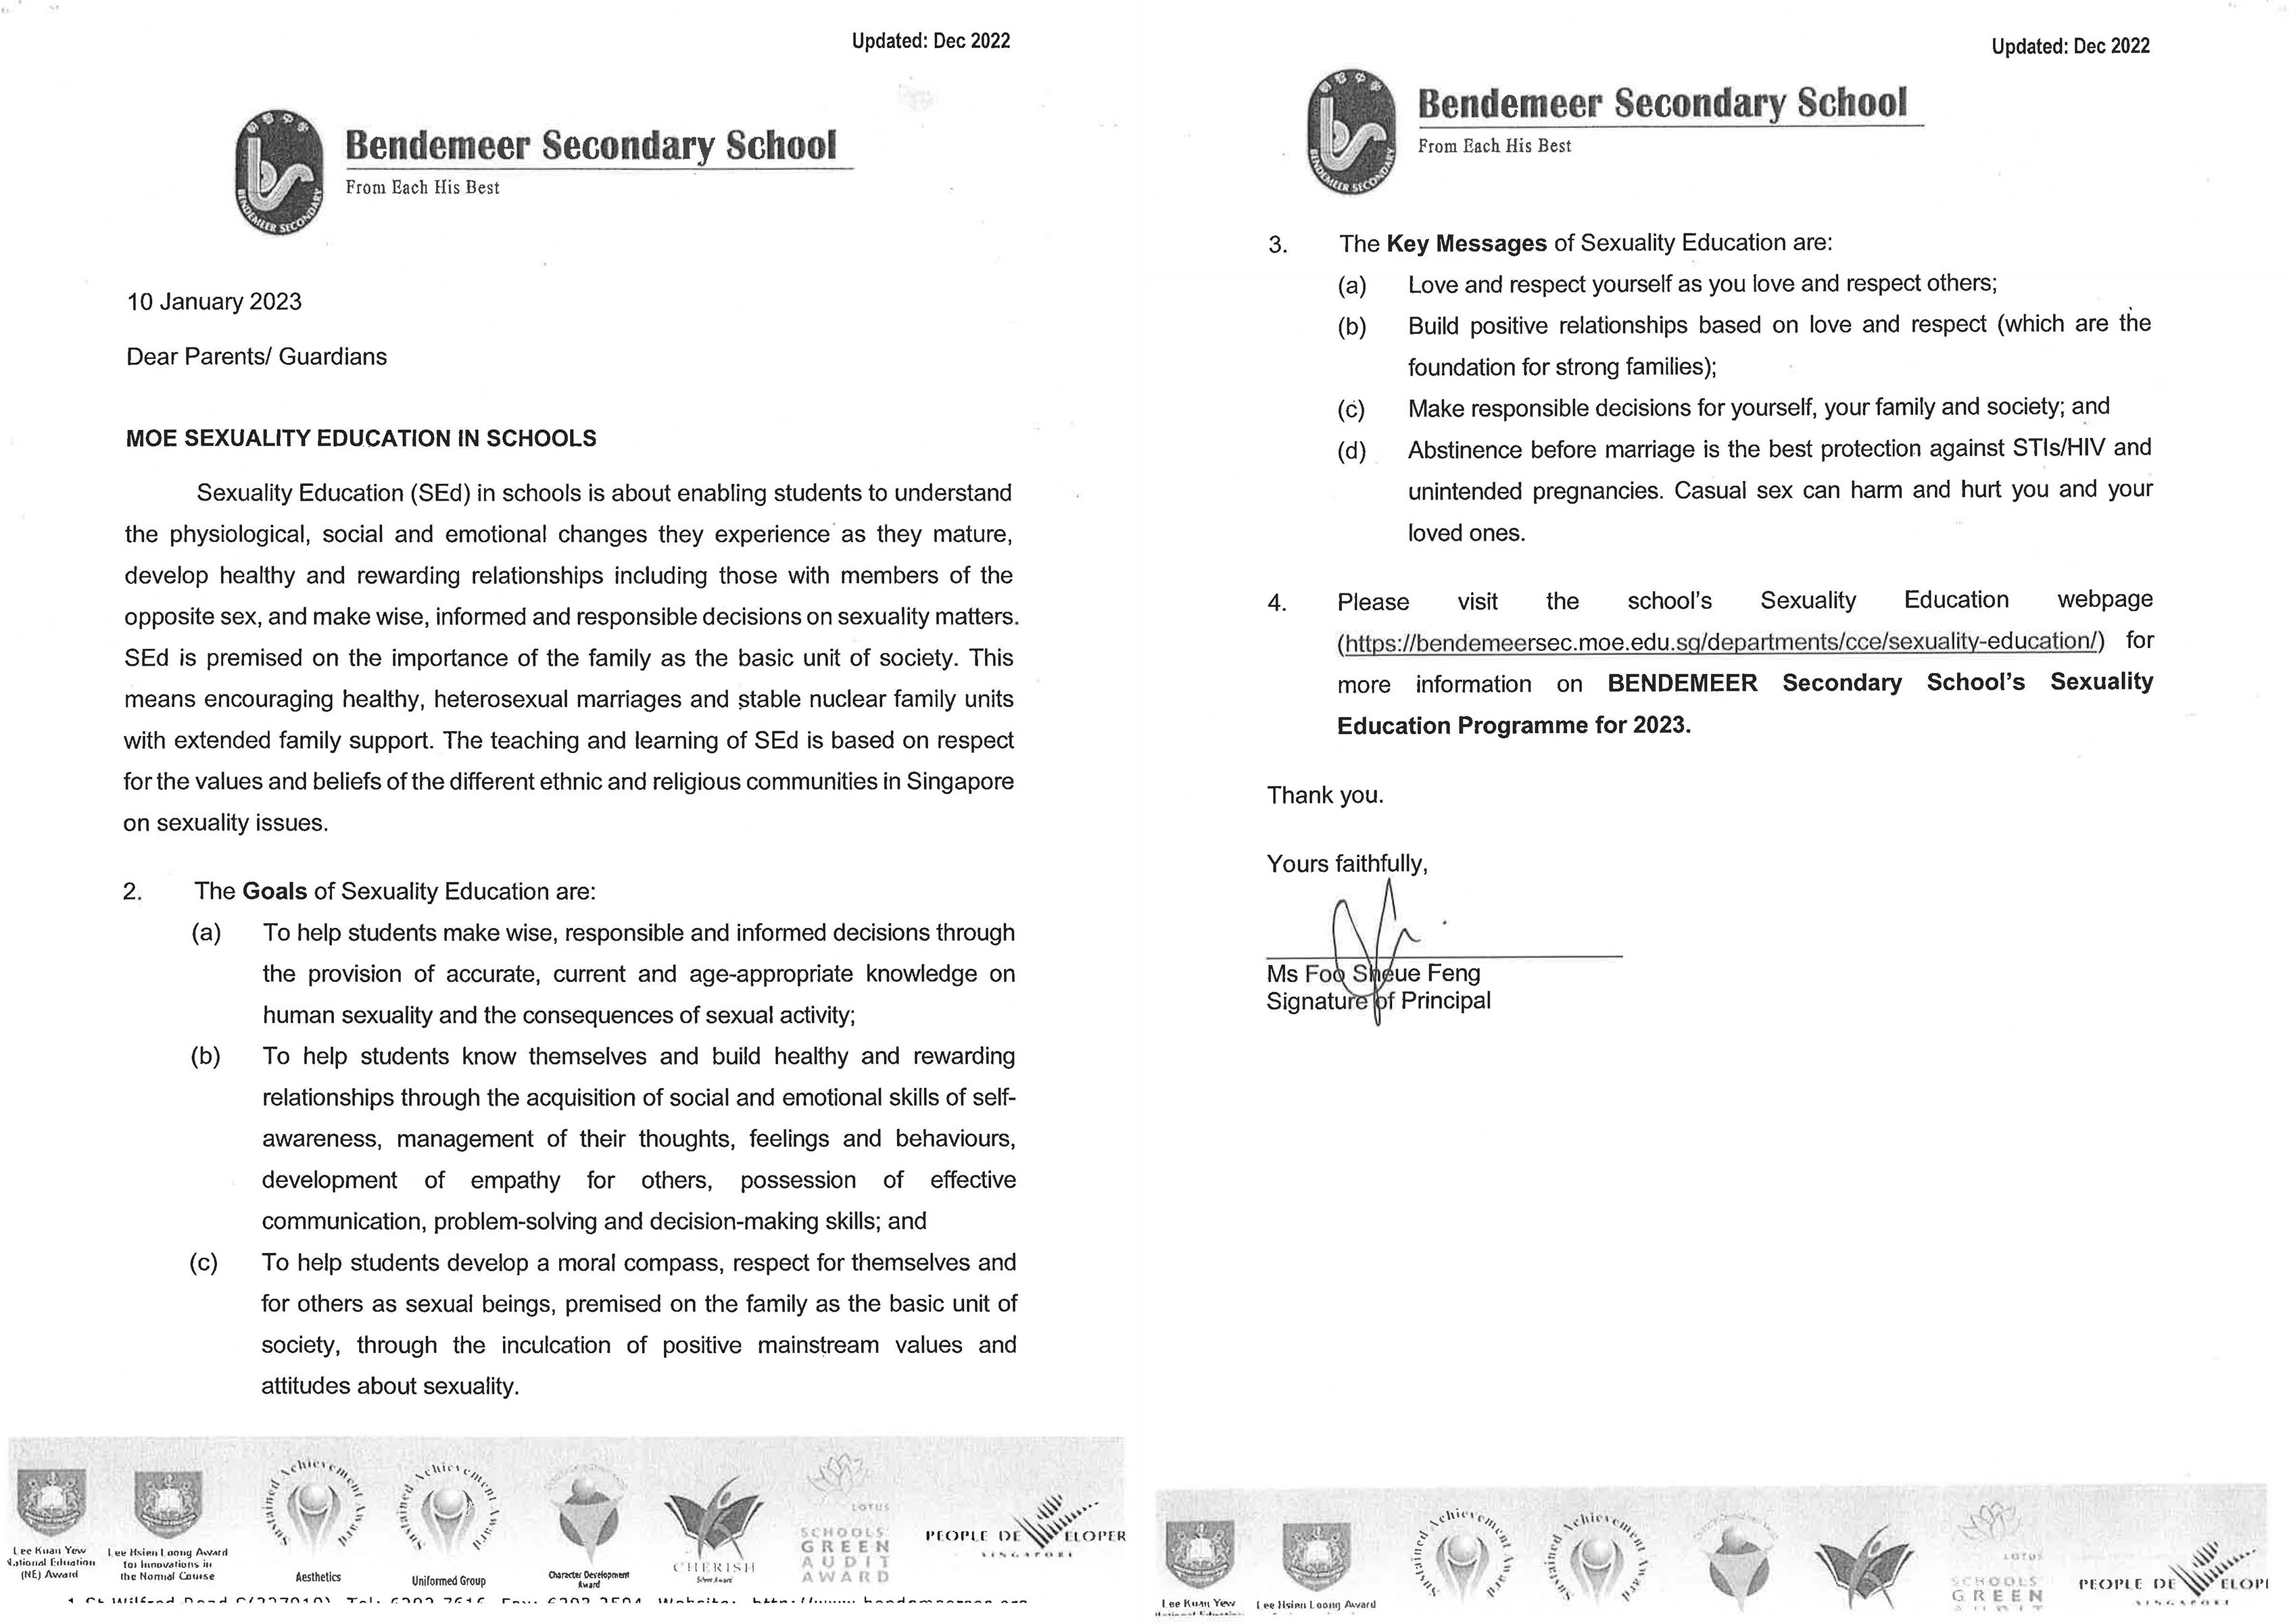 Updated: Dec 2022
Bendemeer Secondary School
From Each His Best
BENDEMEER SECONDARY
10 January 2023
Dear Parents/ Guardians
MOE SEXUALITY EDUCATION IN SCHOOLS
Sexuality Education (SEd) in schools is about enabling students to understand
the physiological, social and emotional changes they experience as they mature,
develop healthy and rewarding relationships including those with members of the
opposite sex, and make wise, informed and responsible decisions on sexuality matters.
SEd is premised on the importance of the family as the basic unit of society. This
means encouraging healthy, heterosexual marriages and stable nuclear family units
with extended family support. The teaching and learning of SEd is based on respect
for the values and beliefs of the different ethnic and religious communities in Singapore
on sexuality issues.
2. The Goals of Sexuality Education are:
(a) To help students make wise, responsible and informed decisions through
the provision of accurate, current and age-appropriate knowledge on
human sexuality and the consequences of sexual activity;
(b) To help students know themselves and build healthy and rewarding
relationships through the acquisition of social and emotional skills of self-
awareness, management of their thoughts, feelings and behaviours,
development of empathy for others, possession of effective
communication, problem-solving and decision-making skills; and
(c) To help students develop a moral compass, respect for themselves and
for others as sexual beings, premised on the family as the basic unit of
society, through the inculcation of positive mainstream values and
attitudes about sexuality.
Lee Kuan Yew
National Education
(NE) Award
Lee Hsien Loong Award
for Innovations in
the Normal Course
Sustained Achievement Award
Aesthetics
Sustained Achievement Award
Uniformed Group
Character Development
Award
CHERISH
Silver Award
LOTUS
SCHOOLS'
GREEN
AUDIT
AWARD
PEOPLE DEVELOPER
SINGAPORE
Updated: Dec 2022
Bendemeer Secondary School
From Each His Best
BENDEMEER SECONDARY
3. The Key Messages of Sexuality Education are:
(a) Love and respect yourself as you love and respect others;
(b) Build positive relationships based on love and respect (which are the
foundation for strong families);
(c) Make responsible decisions for yourself, your family and society; and
(d) Abstinence before marriage is the best protection against STIs/HIV and
unintended pregnancies. Casual sex can harm and hurt you and your
loved ones.
4. Please visit the school's Sexuality Education webpage
(https://bendemeersec.moe.edu.sg/departments/cce/sexuality-education/) for
more information on BENDEMEER Secondary School's Sexuality
Education Programme for 2023.
Thank you.
Yours faithfully,
Ms Foo Sheue Feng
Signature of Principal
Lee Kuan Yew
Lee Hsien Loong Award
Sustained Achievement Award
Sustained Achievement Award
LOTUS
SCHOOLS'
GREEN
PEOPLE DEVELOP
SINGAPORE